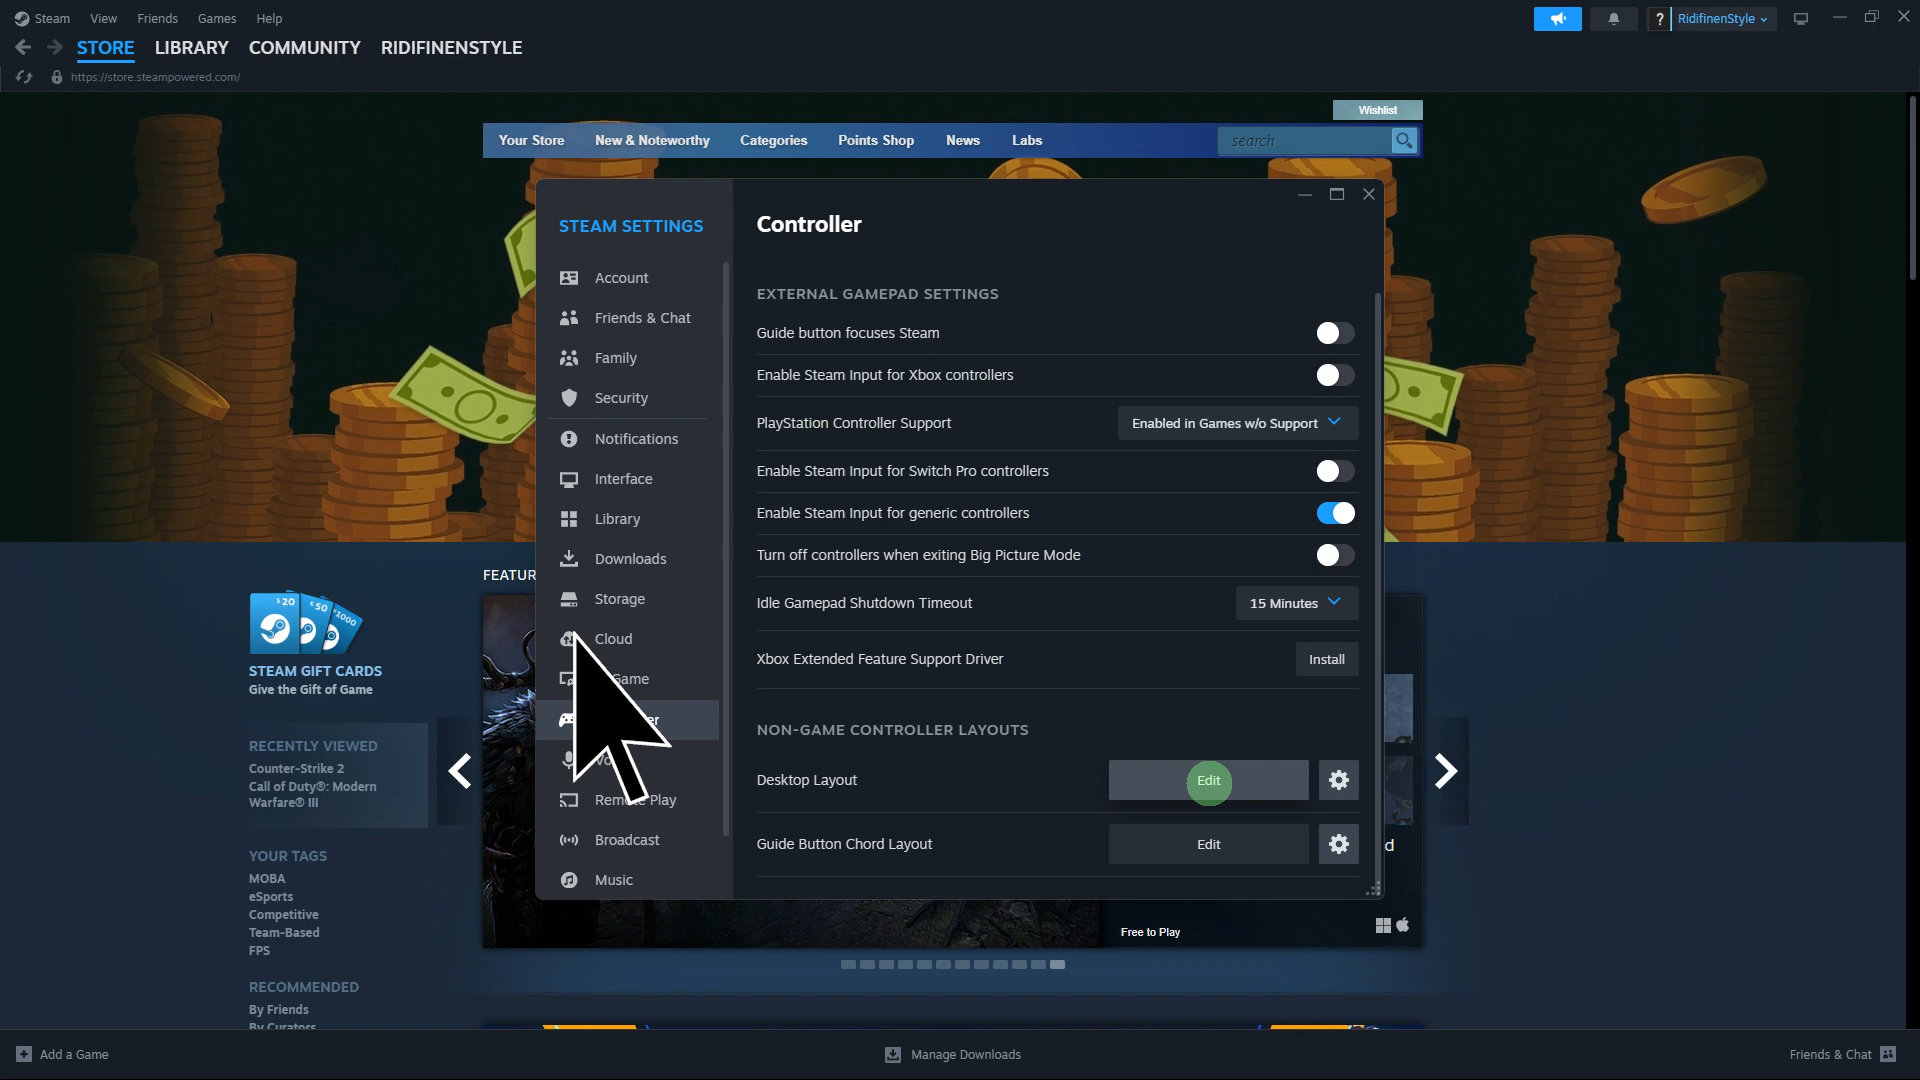 Steam View Friends Games Help
? RidifinenStyle
STORE LIBRARY COMMUNITY RIDIFINENSTYLE
https://store.steampowered.com/
Wishlist
Your Store New & Noteworthy Categories Points Shop News Labs
search
STEAM SETTINGS
Account
Friends & Chat
Family
Security
Notifications
Interface
Library
Downloads
Storage
Cloud
Game
Remote Play
Broadcast
Music
Controller
EXTERNAL GAMEPAD SETTINGS
Guide button focuses Steam
Enable Steam Input for Xbox controllers
PlayStation Controller Support Enabled in Games w/o Support
Enable Steam Input for Switch Pro controllers
Enable Steam Input for generic controllers
Turn off controllers when exiting Big Picture Mode
Idle Gamepad Shutdown Timeout 15 Minutes
Xbox Extended Feature Support Driver Install
NON-GAME CONTROLLER LAYOUTS
Desktop Layout Edit
Guide Button Chord Layout Edit
FEATUR
$20 €50 $1000
STEAM GIFT CARDS
Give the Gift of Game
RECENTLY VIEWED
Counter-Strike 2
Call of Duty®: Modern
Warfare® III
YOUR TAGS
MOBA
eSports
Competitive
Team-Based
FPS
RECOMMENDED
By Friends
By Curators
d
Free to Play
Add a Game
Manage Downloads
Friends & Chat